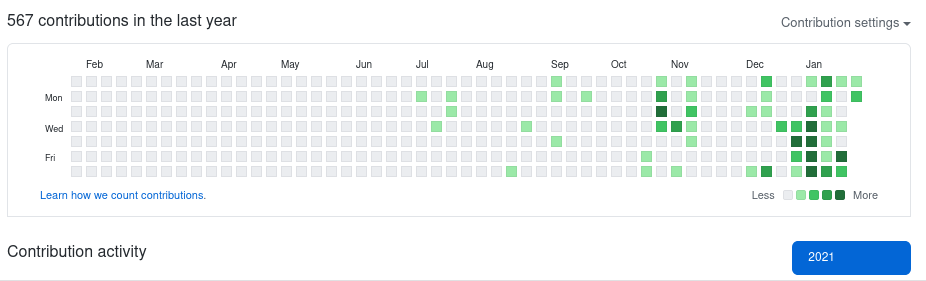 567 contributions in the last year
Contribution settings
Feb Mar Apr May Jun Jul Aug Sep Oct Nov Dec Jan
Mon
Wed
Fri
Learn how we count contributions.
Less More
Contribution activity
2021